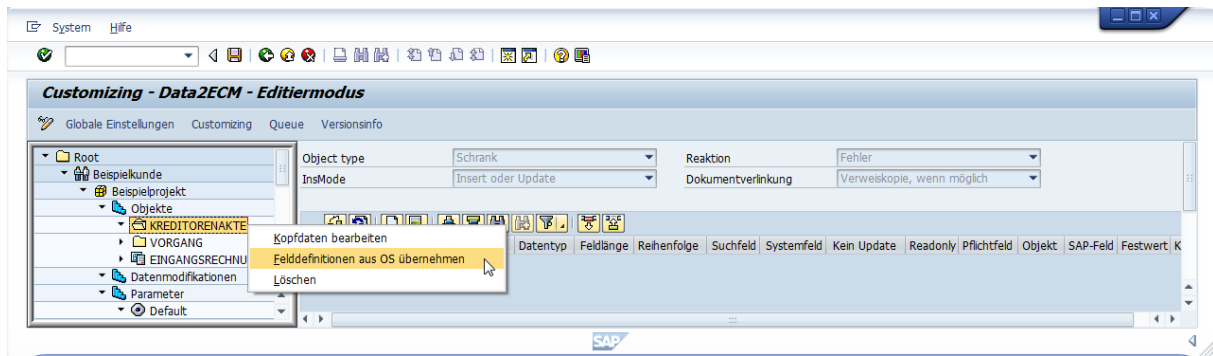 System Hilfe
Customizing - Data2ECM - Editiermodus
Globale Einstellungen Customizing Queue Versionsinfo
Root
Beispielkunde
Beispielprojekt
Objekte
KREDITORENAKTE
VORGANG
EINGANGSRECHNU
Datenmodifikationen
Parameter
Default
Object type Schrank Reaktion Fehler
InsMode Insert oder Update Dokumentverlinkung Verweiskopie, wenn möglich
Datentyp Feldlänge Reihenfolge Suchfeld Systemfeld Kein Update Readonly Pflichtfeld Objekt SAP-Feld Festwert K
Kopfdaten bearbeiten
Felddefinitionen aus OS übernehmen
Löschen
SAP